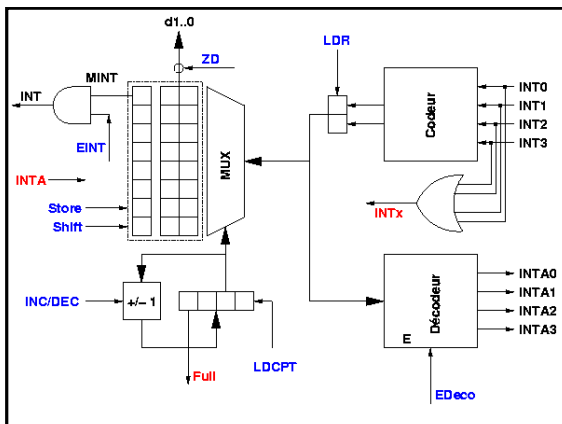 d1..0
ZD
LDR
INT
MINT
EINT
INTA
Store
Shift
MUX
Codeur
INT0
INT1
INT2
INT3
INTx
INC/DEC
+/- 1
Full
LDCPT
Décodeur
E
INTA0
INTA1
INTA2
INTA3
EDeco